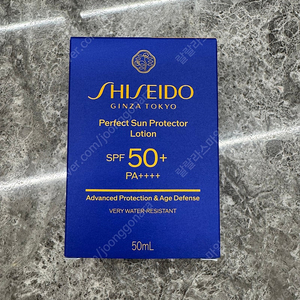 SHISEIDO
GINZA TOKYO
Perfect Sun Protector
Lotion
SPF 50+
PA++++
Advanced Protection & Age Defense
VERY WATER-RESISTANT
50mL